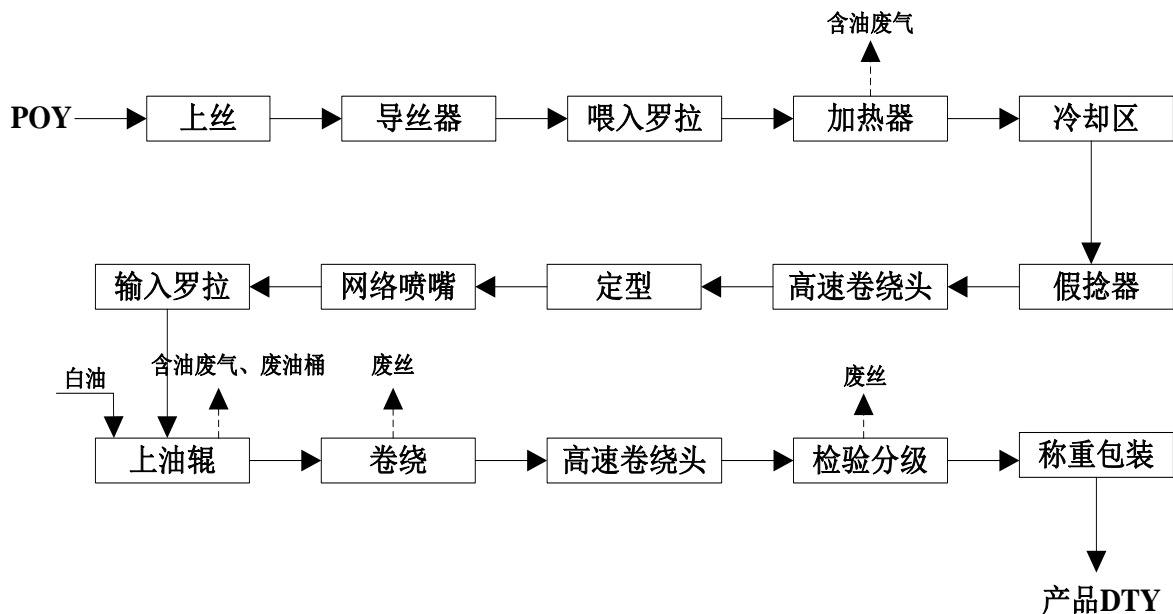 含油废气
POY
上丝
导丝器
喂入罗拉
加热器
冷却区
输入罗拉
网络喷嘴
定型
高速卷绕头
假捻器
白油
含油废气、废油桶
废丝
废丝
上油辊
卷绕
高速卷绕头
检验分级
称重包装
产品DTY